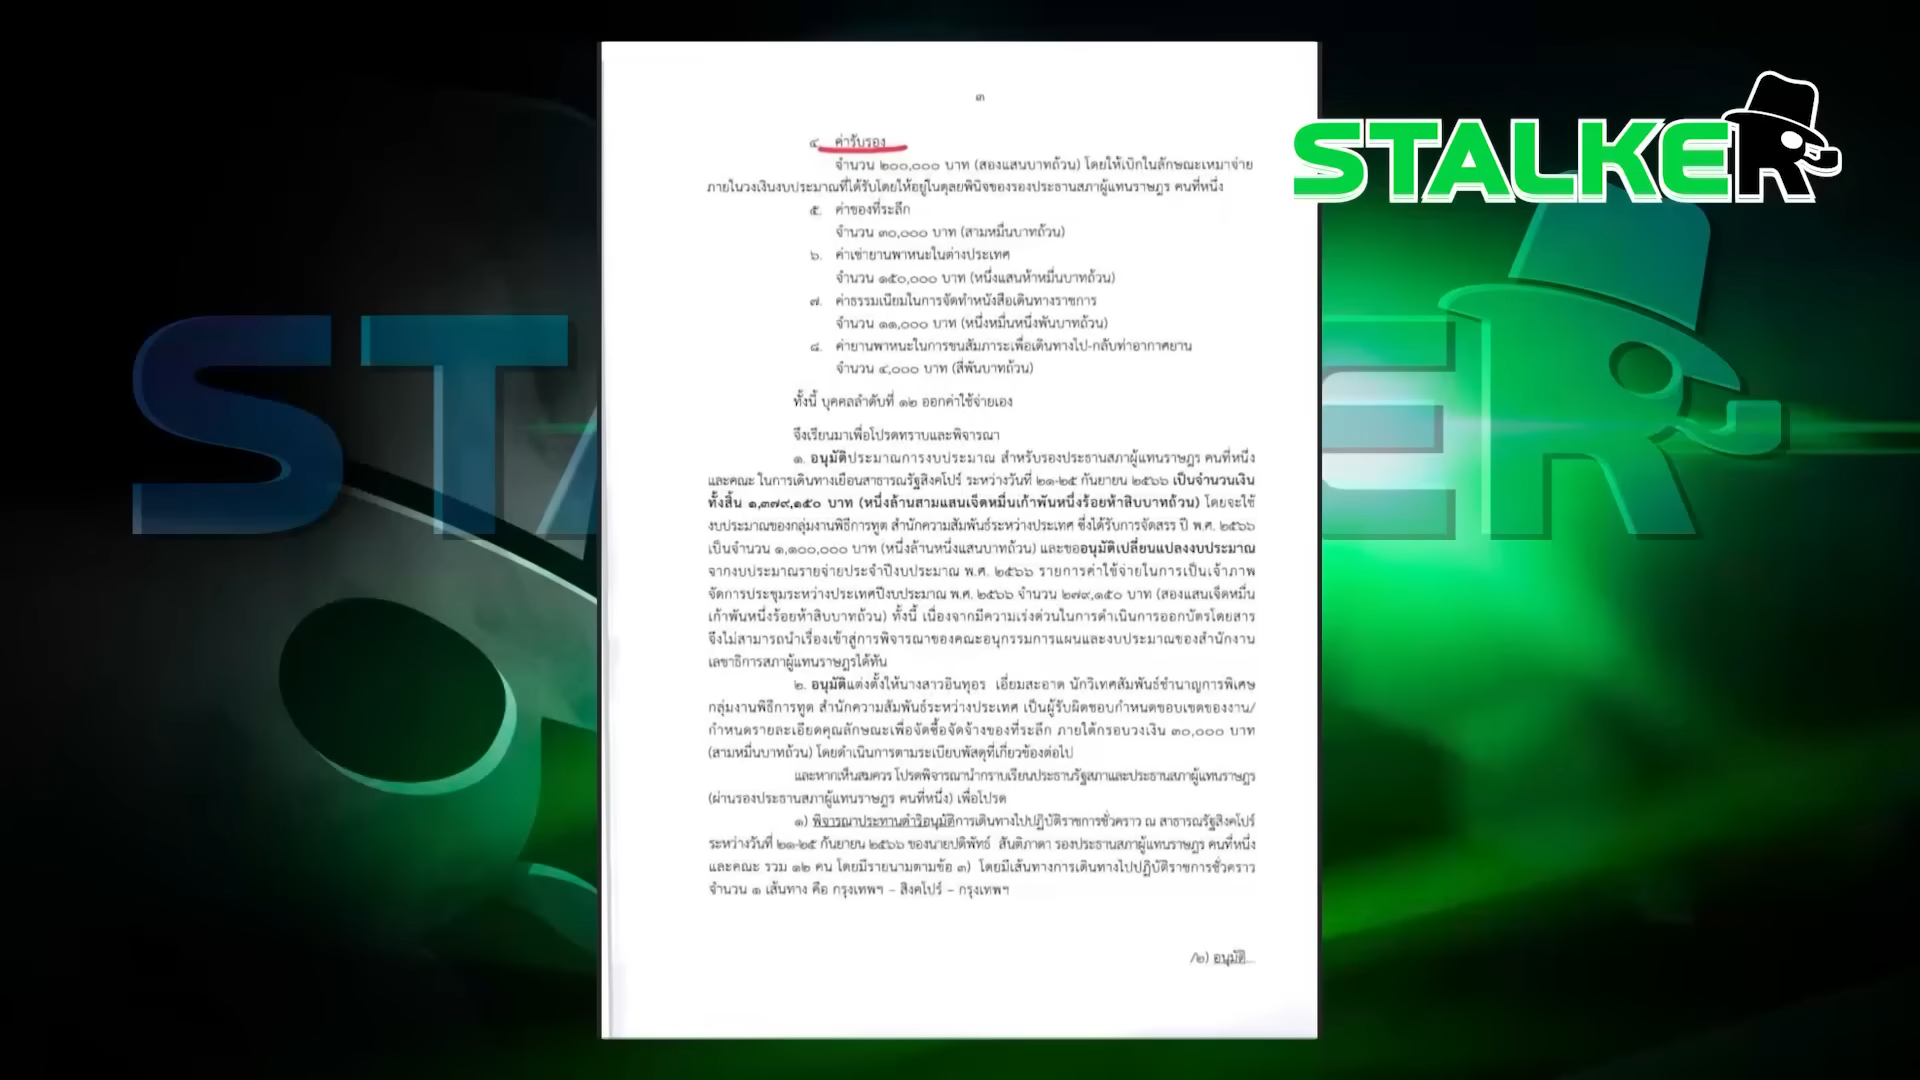 ๓
STALKER
๔. ค่ารับรอง
จำนวน ๒๐๐,๐๐๐ บาท (สองแสนบาทถ้วน) โดยให้เบิกในลักษณะเหมาจ่าย
ภายในวงเงินงบประมาณที่ได้รับโดยให้อยู่ในดุลยพินิจของรองประธานสภาผู้แทนราษฎร คนที่หนึ่ง
๕. ค่าของที่ระลึก
จำนวน ๓๐,๐๐๐ บาท (สามหมื่นบาทถ้วน)
๖. ค่าเช่ายานพาหนะในต่างประเทศ
จำนวน ๑๕๐,๐๐๐ บาท (หนึ่งแสนห้าหมื่นบาทถ้วน)
๗. ค่าธรรมเนียมในการจัดทำหนังสือเดินทางราชการ
จำนวน ๑๑,๐๐๐ บาท (หนึ่งหมื่นหนึ่งพันบาทถ้วน)
๘. ค่ายานพาหนะในการขนสัมภาระเพื่อเดินทางไป-กลับท่าอากาศยาน
จำนวน ๔,๐๐๐ บาท (สี่พันบาทถ้วน)
ทั้งนี้ บุคคลลำดับที่ ๑๒ ออกค่าใช้จ่ายเอง
จึงเรียนมาเพื่อโปรดทราบและพิจารณา
๑. อนุมัติประมาณการงบประมาณ สำหรับรองประธานสภาผู้แทนราษฎร คนที่หนึ่ง
และคณะ ในการเดินทางเยือนสาธารณรัฐสิงคโปร์ ระหว่างวันที่ ๒๑-๒๕ กันยายน ๒๕๖๖ เป็นจำนวนเงิน
ทั้งสิ้น ๑,๓๗๙,๑๕๐ บาท (หนึ่งล้านสามแสนเจ็ดหมื่นเก้าพันหนึ่งร้อยห้าสิบบาทถ้วน) โดยจะใช้
งบประมาณของกลุ่มงานพิธีการทูต สำนักความสัมพันธ์ระหว่างประเทศ ซึ่งได้รับการจัดสรร ปี พ.ศ. ๒๕๖๖
เป็นจำนวน ๑,๑๐๐,๐๐๐ บาท (หนึ่งล้านหนึ่งแสนบาทถ้วน) และขออนุมัติเปลี่ยนแปลงงบประมาณ
จากงบประมาณรายจ่ายประจำปีงบประมาณ พ.ศ. ๒๕๖๖ รายการค่าใช้จ่ายในการเป็นเจ้าภาพ
จัดการประชุมระหว่างประเทศปีงบประมาณ พ.ศ. ๒๕๖๖ จำนวน ๒๗๙,๑๕๐ บาท (สองแสนเจ็ดหมื่น
เก้าพันหนึ่งร้อยห้าสิบบาทถ้วน) ทั้งนี้ เนื่องจากมีความเร่งด่วนในการดำเนินการออกบัตรโดยสาร
จึงไม่สามารถนำเรื่องเข้าสู่การพิจารณาของคณะอนุกรรมการแผนและงบประมาณของสำนักงาน
เลขาธิการสภาผู้แทนราษฎรได้ทัน
๒. อนุมัติแต่งตั้งให้นางสาวอินทุอร เอี่ยมสะอาด นักวิเทศสัมพันธ์ชำนาญการพิเศษ
กลุ่มงานพิธีการทูต สำนักความสัมพันธ์ระหว่างประเทศ เป็นผู้รับผิดชอบกำหนดขอบเขตของงาน/
กำหนดรายละเอียดคุณลักษณะเพื่อจัดซื้อจัดจ้างของที่ระลึก ภายใต้กรอบวงเงิน ๓๐,๐๐๐ บาท
(สามหมื่นบาทถ้วน) โดยดำเนินการตามระเบียบพัสดุที่เกี่ยวข้องต่อไป
และหากเห็นสมควร โปรดพิจารณานำกราบเรียนประธานรัฐสภาและประธานสภาผู้แทนราษฎร
(ผ่านรองประธานสภาผู้แทนราษฎร คนที่หนึ่ง) เพื่อโปรด
๑) พิจารณาประทานดำริอนุมัติการเดินทางไปปฏิบัติราชการชั่วคราว ณ สาธารณรัฐสิงคโปร์
ระหว่างวันที่ ๒๑-๒๕ กันยายน ๒๕๖๖ ของนายปดิพัทธ์ สันติภาดา รองประธานสภาผู้แทนราษฎร คนที่หนึ่ง
และคณะ รวม ๑๒ คน โดยมีรายนามตามข้อ ๓) โดยมีเส้นทางการเดินทางไปปฏิบัติราชการชั่วคราว
จำนวน ๑ เส้นทาง คือ กรุงเทพฯ – สิงคโปร์ – กรุงเทพฯ
/๒) อนุมัติ...